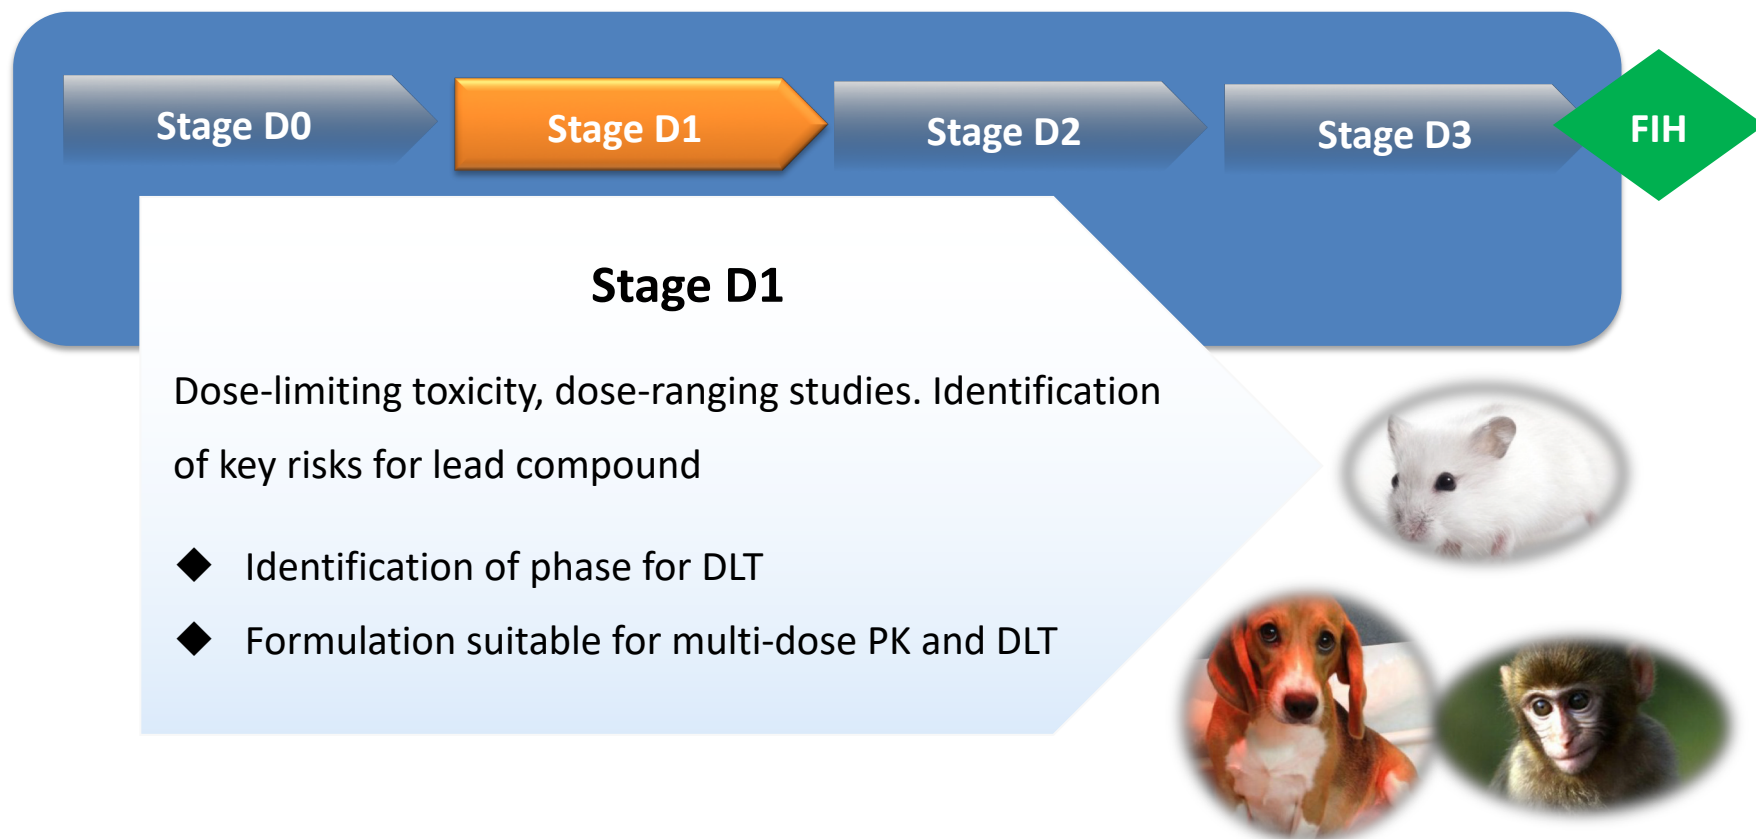 Stage D0
Stage D1
Stage D2
Stage D3
FIH
Stage D1
Dose-limiting toxicity, dose-ranging studies. Identification
of key risks for lead compound
◆ Identification of phase for DLT
◆ Formulation suitable for multi-dose PK and DLT